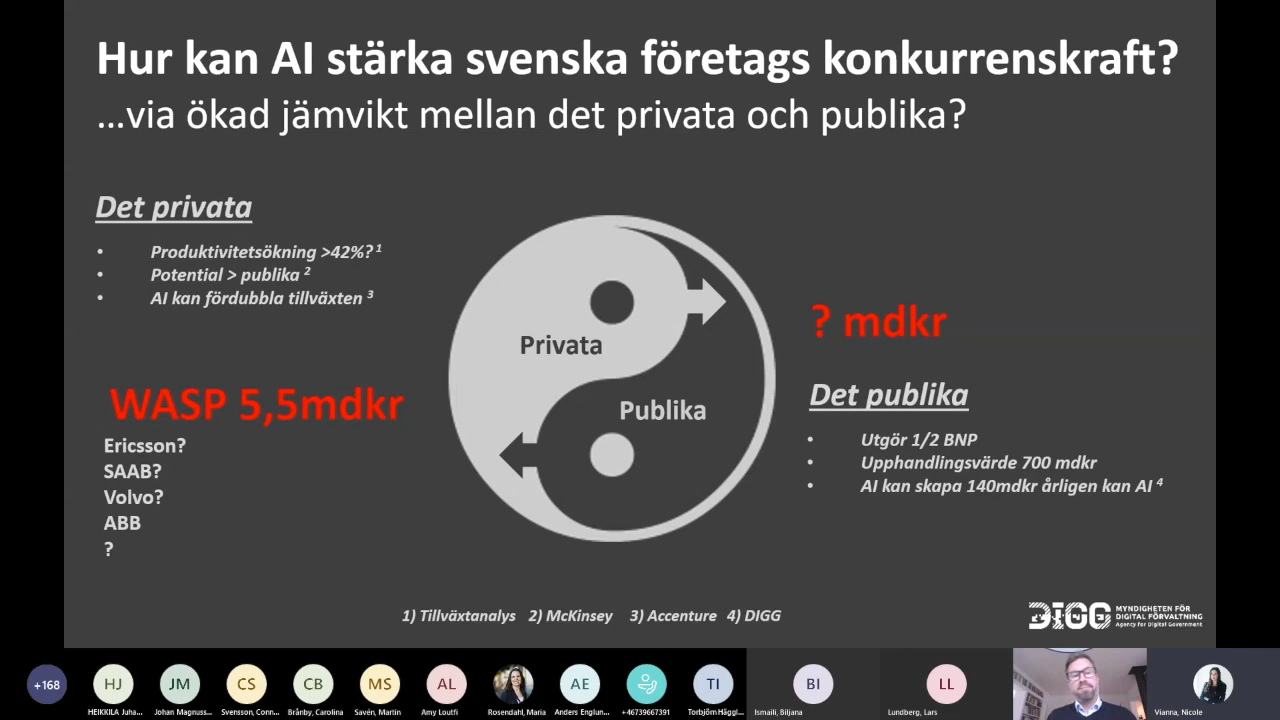 Hur kan AI stärka svenska företags konkurrenskraft?
...via ökad jämvikt mellan det privata och publika?
Det privata
• Produktivitetsökning >42%? 1
• Potential > publika 2
• AI kan fördubbla tillväxten 3
WASP 5,5mdkr
Ericsson?
SAAB?
Volvo?
ABB
?
Privata
Publika
? mdkr
Det publika
• Utgör 1/2 BNP
• Upphandlingsvärde 700 mdkr
• AI kan skapa 140mdkr årligen kan AI 4
1) Tillväxtanalys 2) McKinsey 3) Accenture 4) DIGG
DIGG
MYNDIGHETEN FÖR
DIGITAL FÖRVALTNING
Agency for Digital Government
+168
HJ
JM
CS
CB
MS
AL
AE
TI
BI
LL
HEIKKILÄ Juha...
Johan Magnuss...
Svensson, Conn...
Brånby, Carolina
Savén, Martin
Amy Loutfi
Rosendahl, Maria
Anders Englun...
+46739667391
Torbjörn Häggl...
Ismaili, Biljana
Lundberg, Lars
Vianna, Nicole